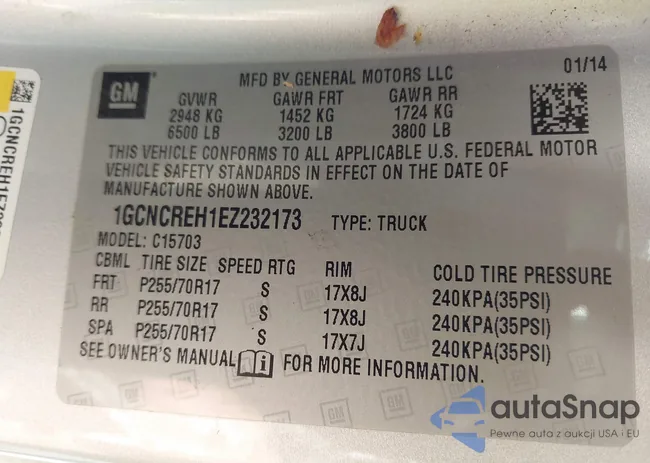 GM
MFD BY GENERAL MOTORS LLC 01/14
GVWR GAWR FRT GAWR RR
2948 KG 1452 KG 1724 KG
6500 LB 3200 LB 3800 LB
THIS VEHICLE CONFORMS TO ALL APPLICABLE U.S. FEDERAL MOTOR
VEHICLE SAFETY STANDARDS IN EFFECT ON THE DATE OF
MANUFACTURE SHOWN ABOVE.
1GCNCREH1EZ232173 TYPE: TRUCK
MODEL: C15703
CBML TIRE SIZE SPEED RTG RIM COLD TIRE PRESSURE
FRT P255/70R17 S 17X8J 240KPA(35PSI)
RR P255/70R17 S 17X8J 240KPA(35PSI)
SPA P255/70R17 S 17X7J 240KPA(35PSI)
SEE OWNER'S MANUAL i FOR MORE INFORMATION.
autaSnap
Pewne auta z aukcji USA i EU